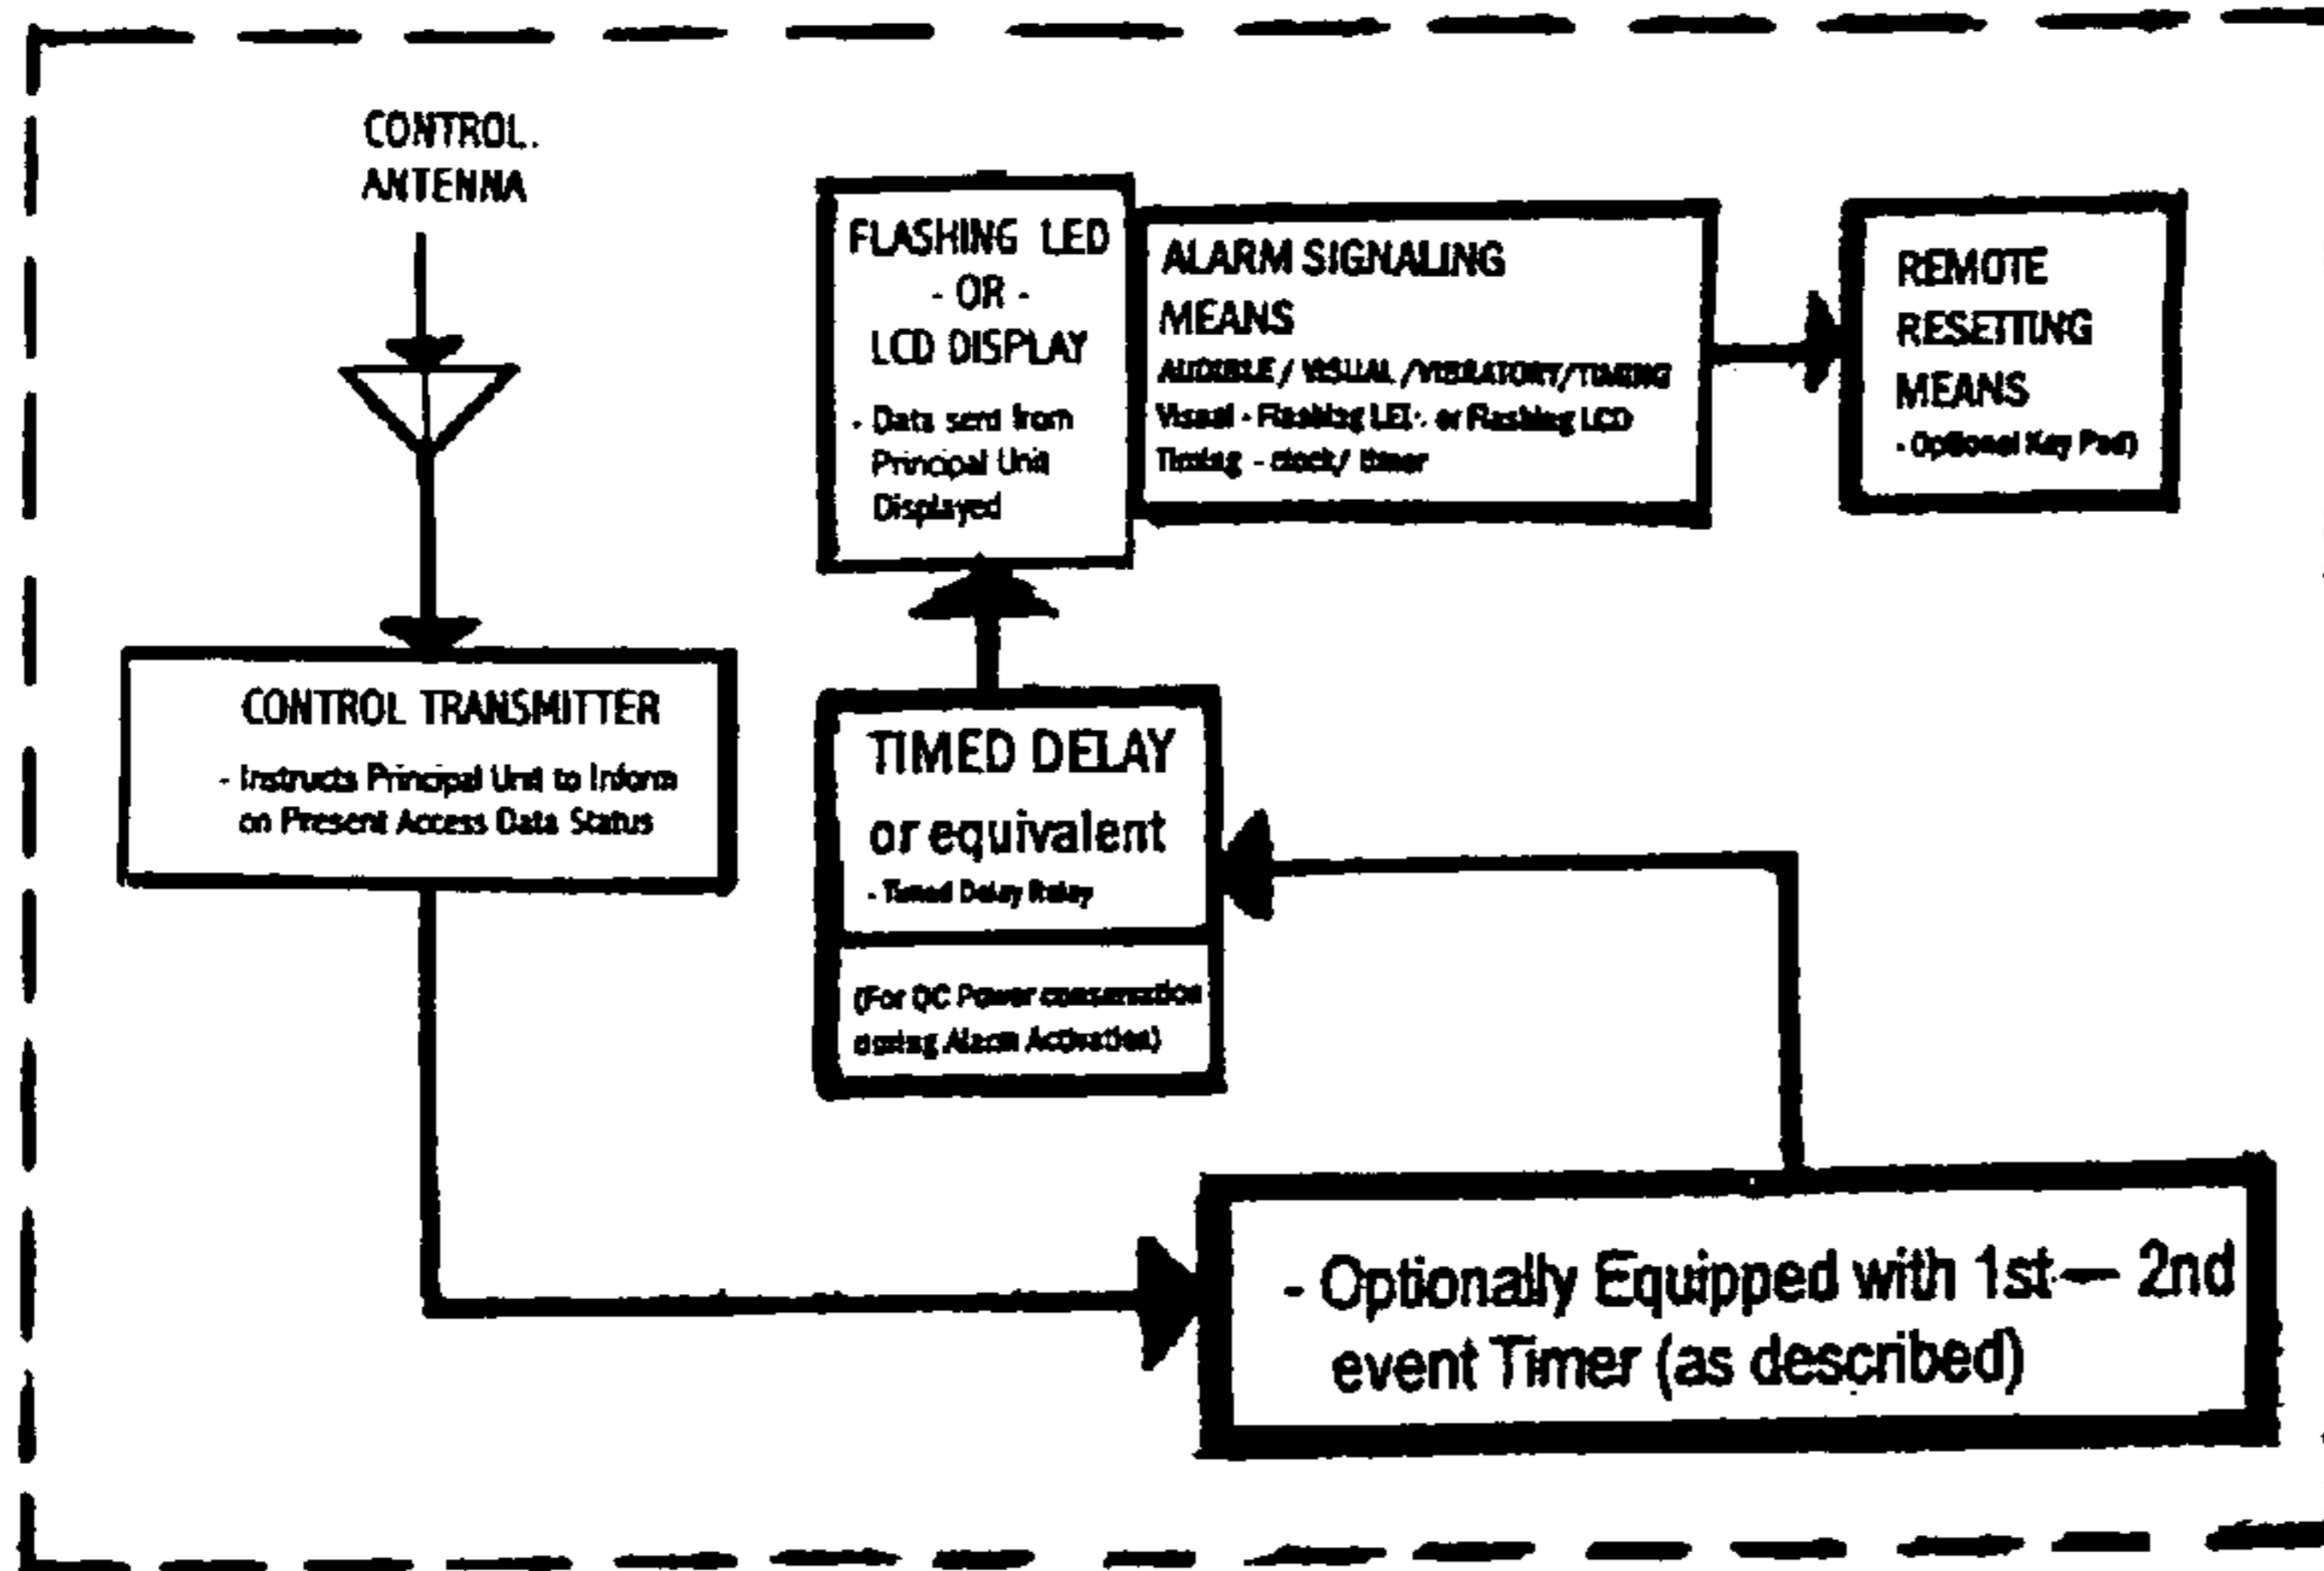 CONTROL.
ANTENNA
FLASHING LED
- OR -
LCD DISPLAY
- Data sent from
Principal Unit
Displayed
ALARM SIGNALING
MEANS
AUDIBLE / VISUAL / VIBRATORY/TIMING
Visual - Flashing LED. or Flashing LCD
Timing - clock/ timer
REMOTE
RESETTING
MEANS
- Optional Key Pad)
CONTROL TRANSMITTER
- Instructs Principal Unit to Inform
on Present Access Data Status
TIMED DELAY
or equivalent
- Timed Delay Relay
(For DC Power conservation
during Alarm Activation)
- Optionally Equipped with 1st — 2nd
event Timer (as described)